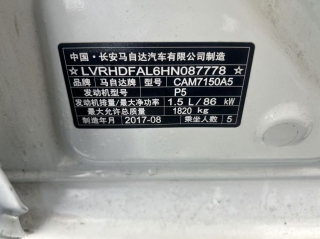 中国·长安马自达汽车有限公司制造
☆LVRHDFAL6HN087778☆
品牌 马自达牌 型号 CAM7150A5
发动机型号 P5
发动机排量/最大净功率 1.5 L/86 kW
最大允许总质量 1820 kg
制造年月 2017-08 乘坐人数 5